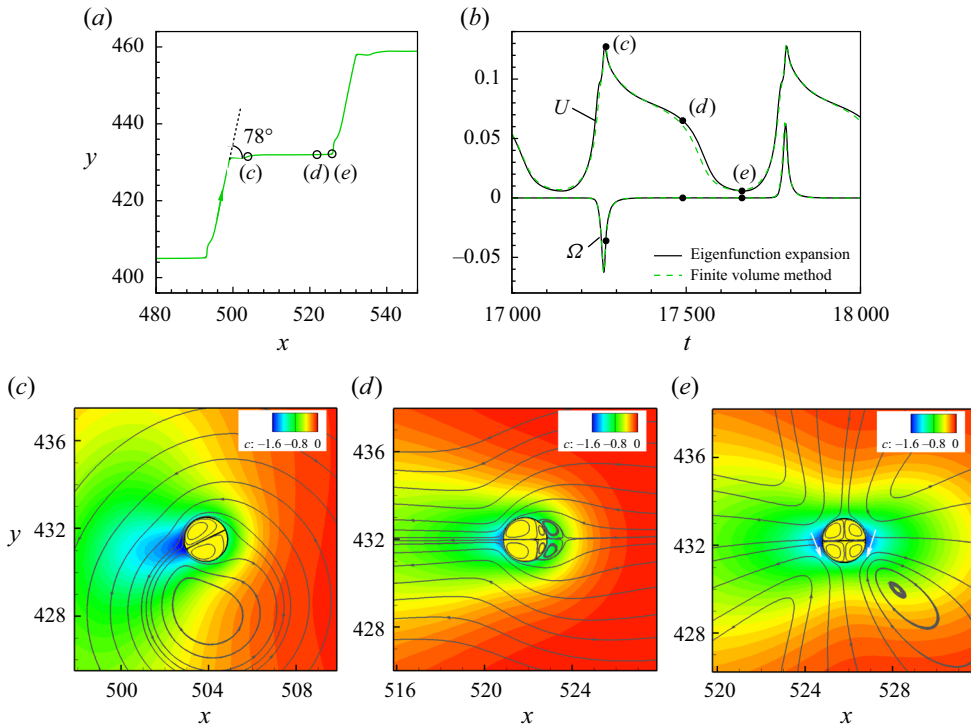 (a)
460
440
y
420
400
78°
(c)
(d)
(e)
480
500
520
540
x
(b)
0.1
0.05
0
−0.05
U
Ω
(c)
(d)
(e)
Eigenfunction expansion
Finite volume method
17 000
17 500
18 000
t
(c)
c: −1.6 −0.8 0
436
432
428
y
500
504
508
x
(d)
c: −1.6 −0.8 0
436
432
428
516
520
524
x
(e)
c: −1.6 −0.8 0
436
432
428
520
524
528
x